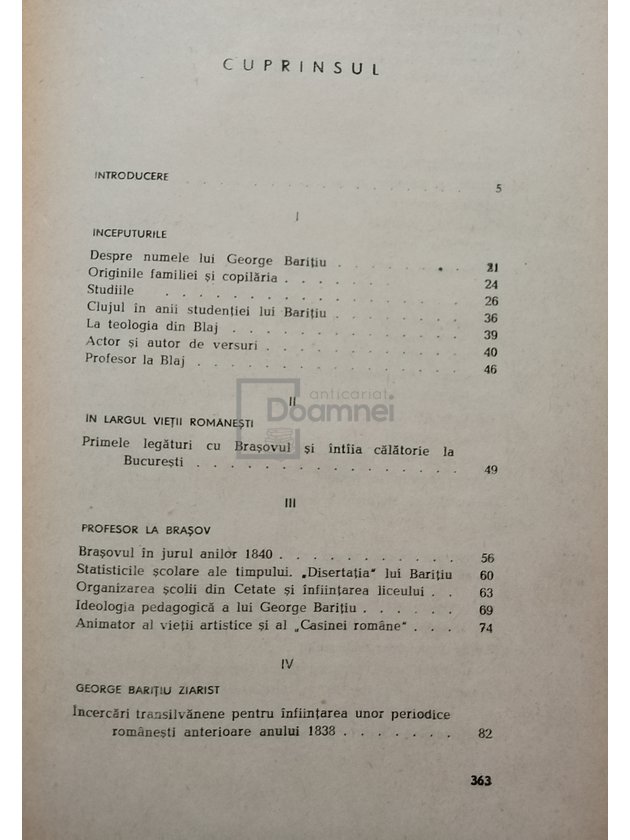 CUPRINSUL
INTRODUCERE . . . . . . . . . . . . . . . . 5
I
INCEPUTURILE
Despre numele lui George Barițiu . . . . . . . 21
Originile familiei și copilăria . . . . . . . . . 24
Studiile . . . . . . . . . . . . . . . . 26
Clujul în anii studenției lui Barițiu . . . . . . . 36
La teologia din Blaj . . . . . . . . . . . . . 39
Actor și autor de versuri . . . . . . . . . . . 40
Profesor la Blaj . . . . . . . . . . . . . . 46
anticariat
Doamnei
II
IN LARGUL VIEȚII ROMÂNEȘTI
Primele legături cu Brașovul și întîia călătorie la
București . . . . . . . . . . . . . . 49
III
PROFESOR LA BRAȘOV
Brașovul în jurul anilor 1840 . . . . . . . . . . 56
Statisticile școlare ale timpului. „Disertația“ lui Barițiu 60
Organizarea școlii din Cetate și înființarea liceului . . 63
Ideologia pedagogică a lui George Barițiu . . . . . . 69
Animator al vieții artistice și al „Casinei române“ . . . 74
IV
GEORGE BARIȚIU ZIARIST
Incercări transilvănene pentru înființarea unor periodice
românești anterioare anului 1838 . . . . . . . 82
363